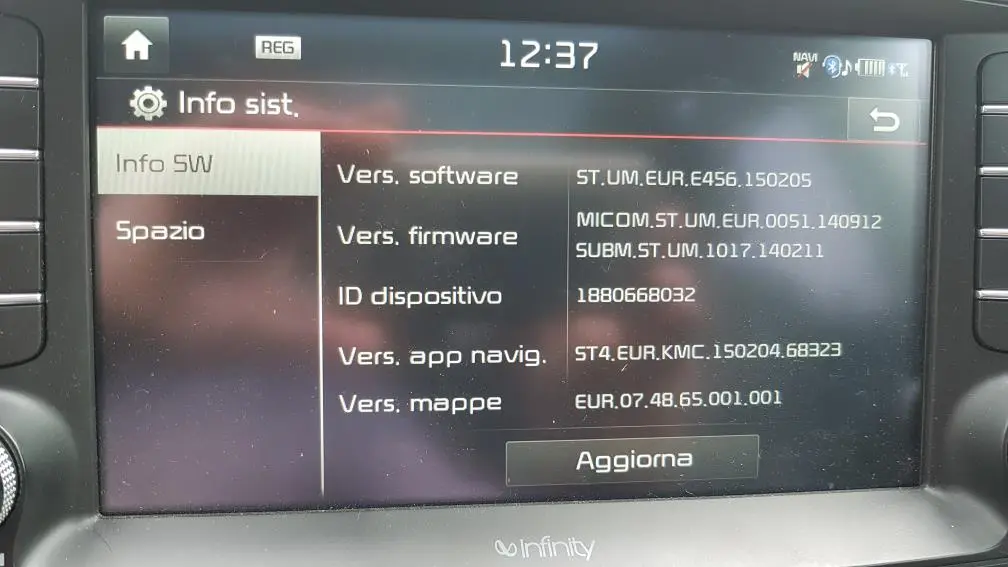 REG
12:37
NAVI
Info sist.
Info SW
Spazio
Vers. software ST.UM.EUR.E456.150205
Vers. firmware MICOM.ST.UM.EUR.0051.140912
SUBM.ST.UM.1017.140211
ID dispositivo 1880668032
Vers. app navig. ST4.EUR.KMC.150204.68323
Vers. mappe EUR.07.48.65.001.001
Aggiorna
Infinity